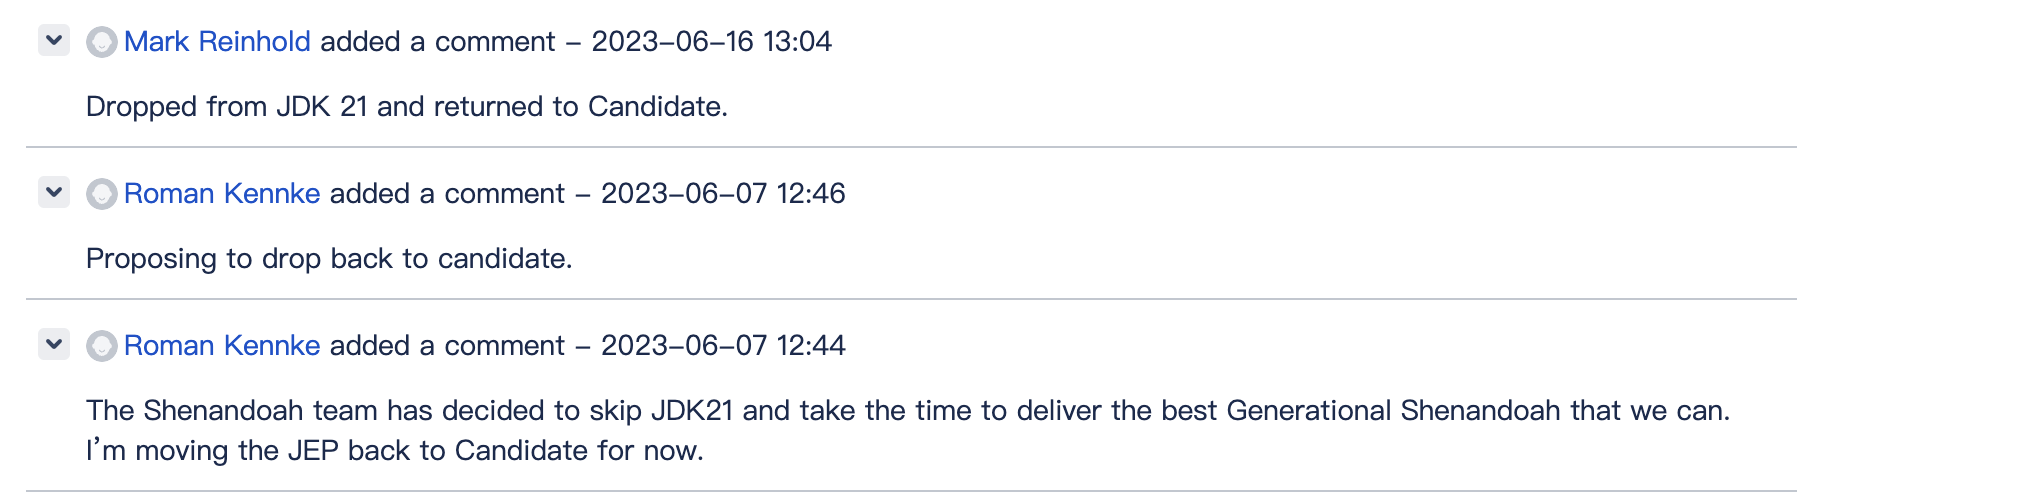 Mark Reinhold added a comment – 2023–06–16 13:04
Dropped from JDK 21 and returned to Candidate.
Roman Kennke added a comment – 2023–06–07 12:46
Proposing to drop back to candidate.
Roman Kennke added a comment – 2023–06–07 12:44
The Shenandoah team has decided to skip JDK21 and take the time to deliver the best Generational Shenandoah that we can.
I’m moving the JEP back to Candidate for now.